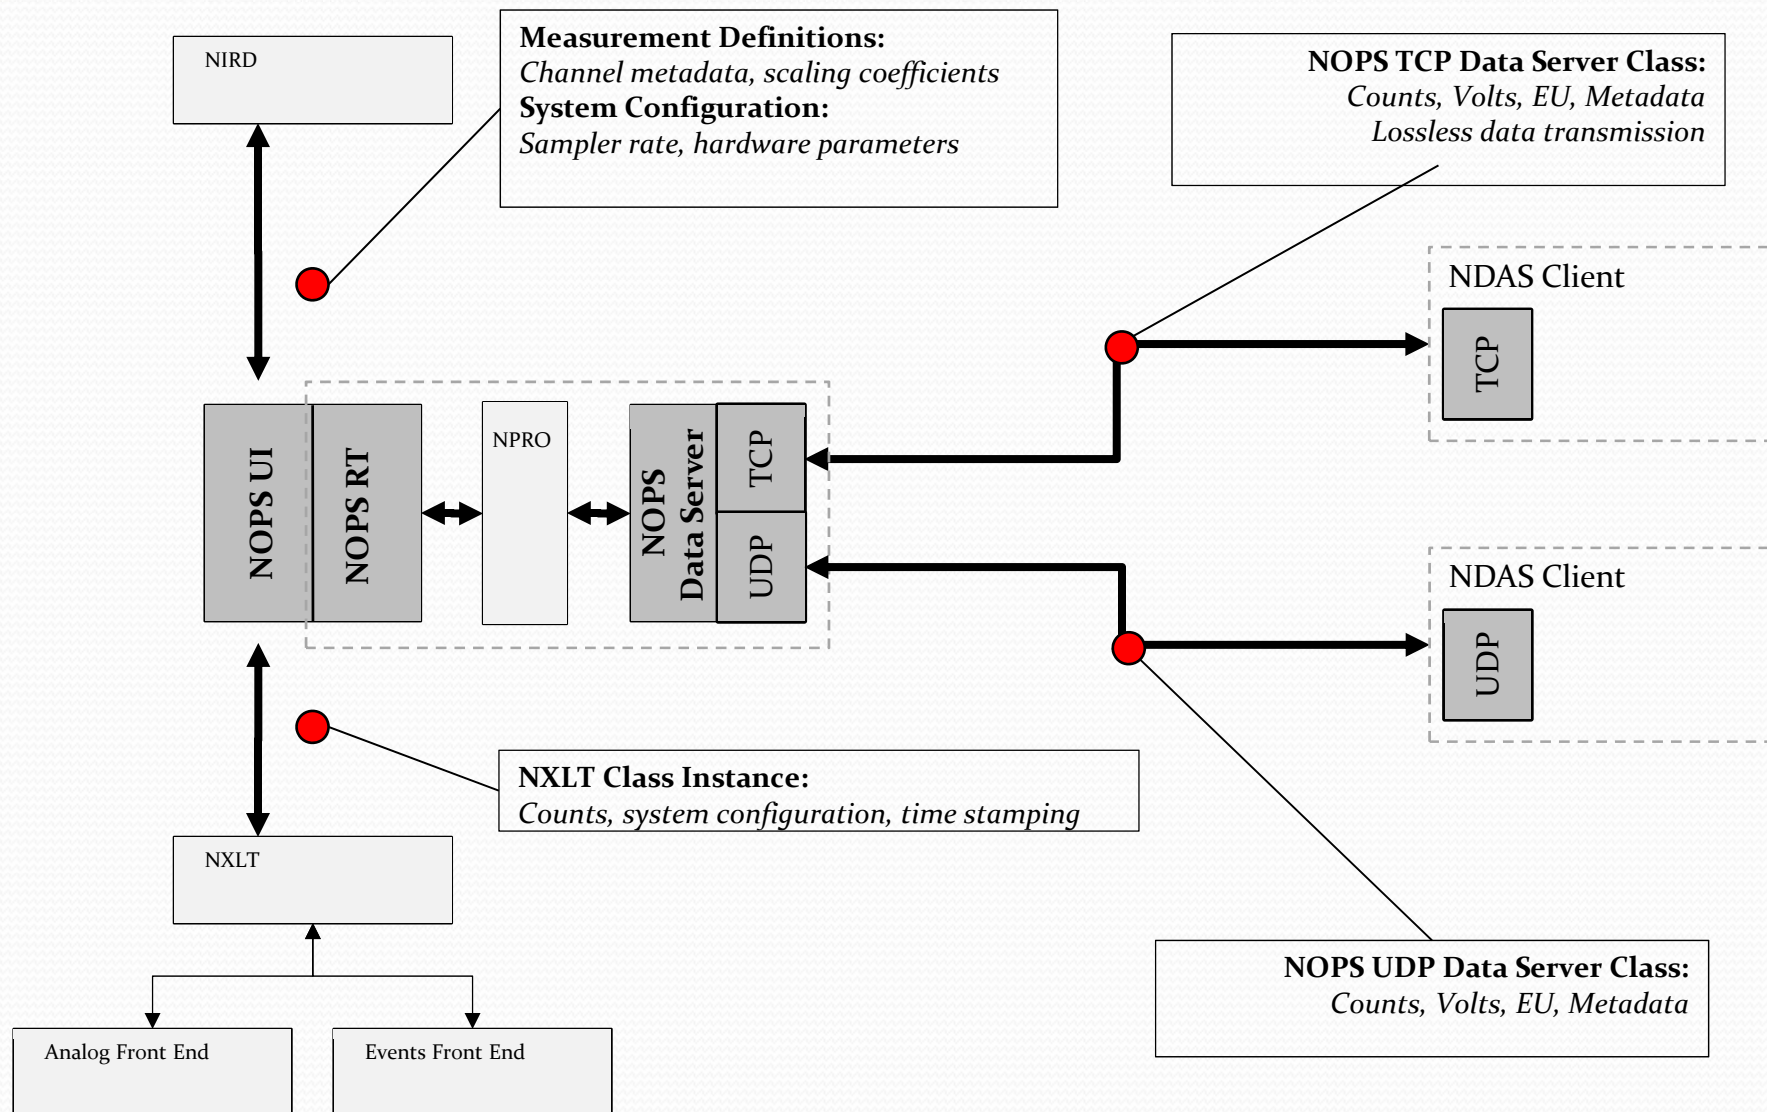 NIRD
Measurement Definitions:
Channel metadata, scaling coefficients
System Configuration:
Sampler rate, hardware parameters
NOPS TCP Data Server Class:
Counts, Volts, EU, Metadata
Lossless data transmission
NDAS Client
TCP
NOPS UI
NOPS RT
NPRO
NOPS
Data Server
TCP
UDP
NDAS Client
UDP
NXLT Class Instance:
Counts, system configuration, time stamping
NXLT
NOPS UDP Data Server Class:
Counts, Volts, EU, Metadata
Analog Front End
Events Front End